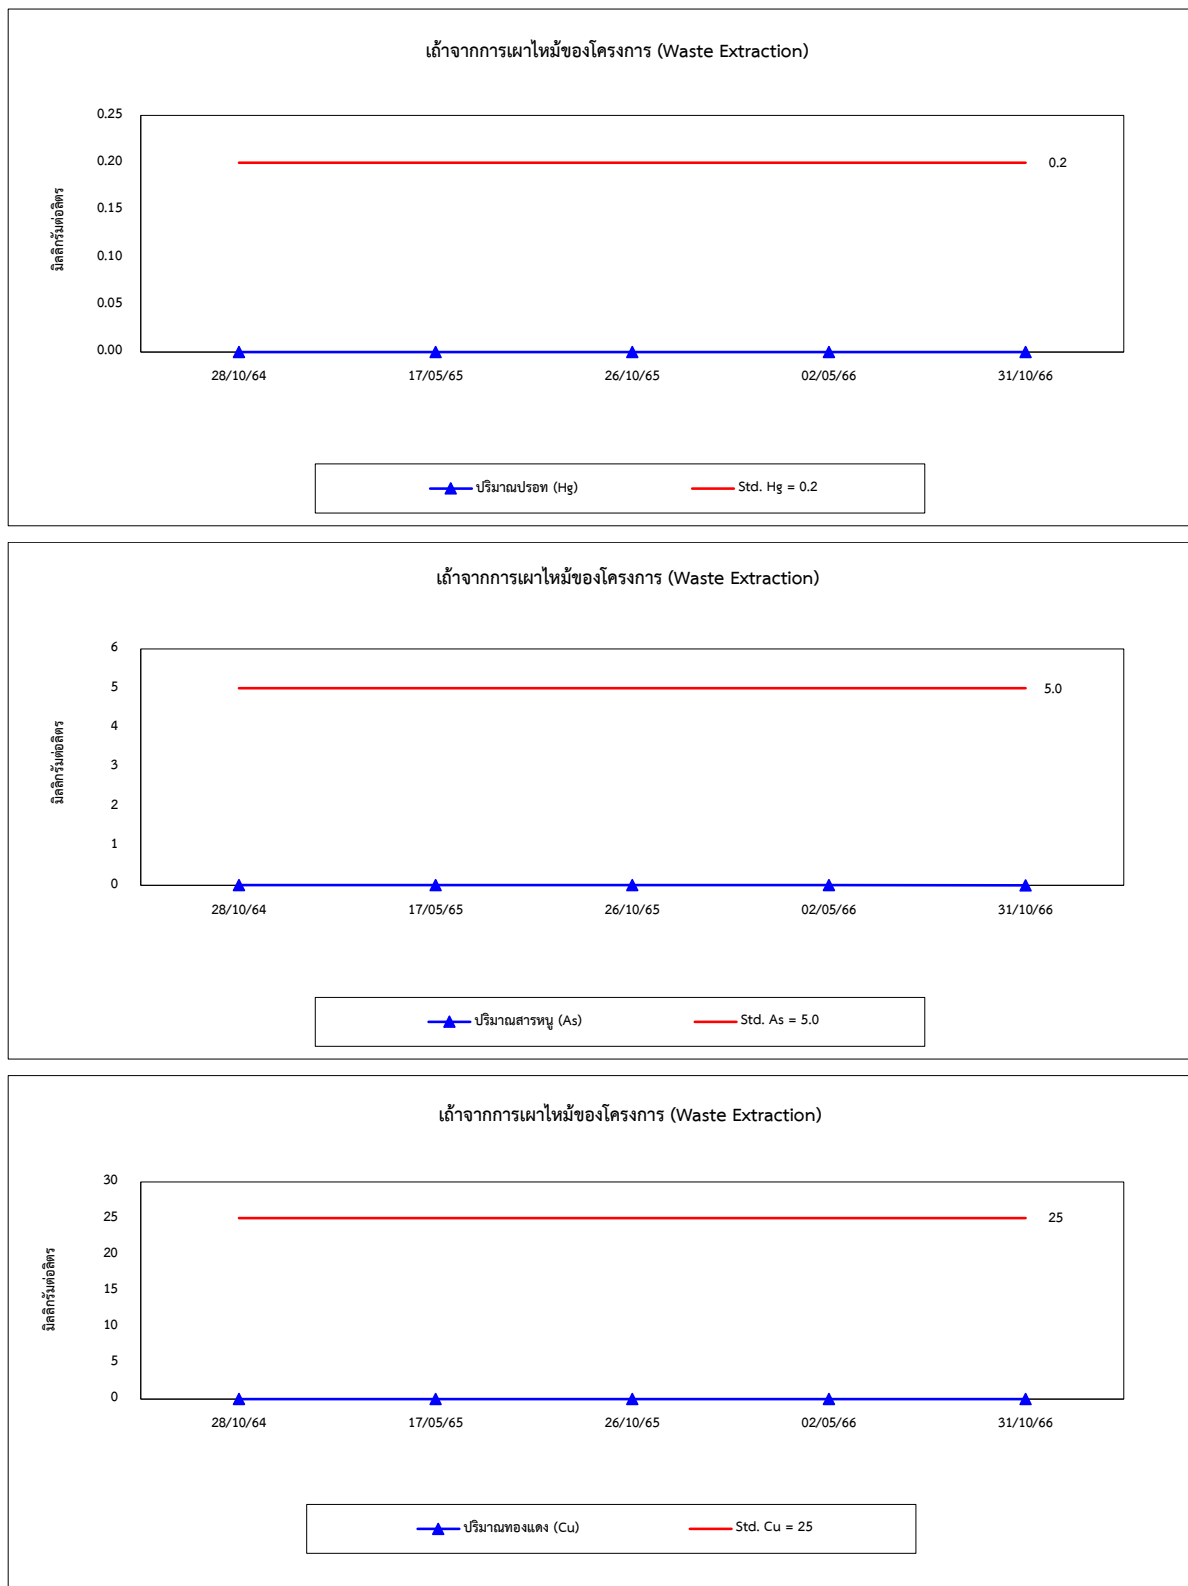 เถ้าจากการเผาไหม้ของโครงการ (Waste Extraction)
มิลลิกรัมต่อลิตร
0.25
0.20
0.15
0.10
0.05
0.00
0.2
28/10/64 17/05/65 26/10/65 02/05/66 31/10/66
ปริมาณปรอท (Hg) Std. Hg = 0.2
เถ้าจากการเผาไหม้ของโครงการ (Waste Extraction)
มิลลิกรัมต่อลิตร
6
5
4
3
2
1
0
5.0
28/10/64 17/05/65 26/10/65 02/05/66 31/10/66
ปริมาณสารหนู (As) Std. As = 5.0
เถ้าจากการเผาไหม้ของโครงการ (Waste Extraction)
มิลลิกรัมต่อลิตร
30
25
20
15
10
5
0
25
28/10/64 17/05/65 26/10/65 02/05/66 31/10/66
ปริมาณทองแดง (Cu) Std. Cu = 25